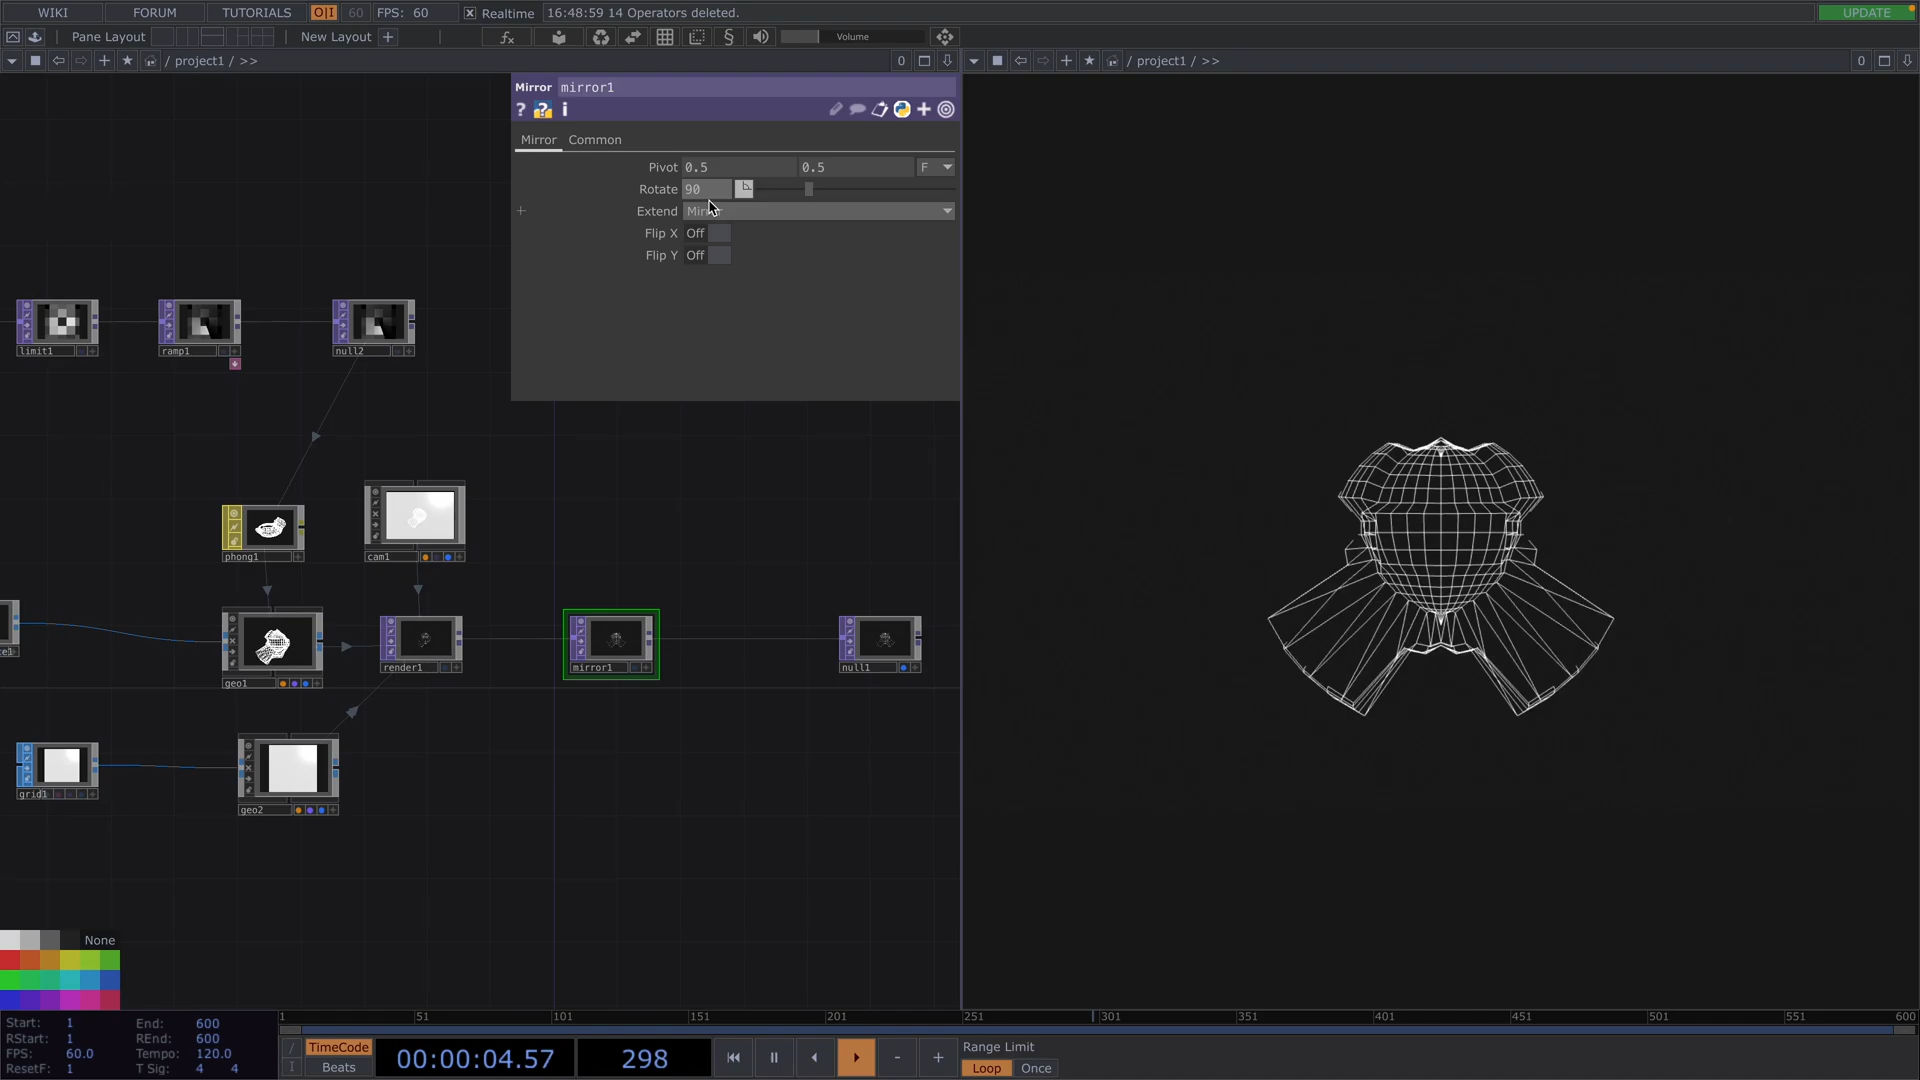 WIKI FORUM TUTORIALS O|I 60 FPS: 60 Realtime 16:48:59 14 Operators deleted. UPDATE
Pane Layout New Layout + Volume
/ project1 / >> 0 / project1 / >> 0
Mirror mirror1
? ? i
Mirror Common
Pivot 0.5 0.5 F
Rotate 90
Extend Mirror
Flip X Off
Flip Y Off
limit1 ramp1 null2
phong1 cam1
geo1 render1 mirror1 null1
grid1 geo2
None
1 51 101 151 201 251 301 351 401 451 501 551 600
Start: 1 End: 600
RStart: 1 REnd: 600
FPS: 60.0 Tempo: 120.0
ResetF: 1 T Sig: 4 4
TimeCode
Beats
00:00:04.57 298
Range Limit
Loop Once